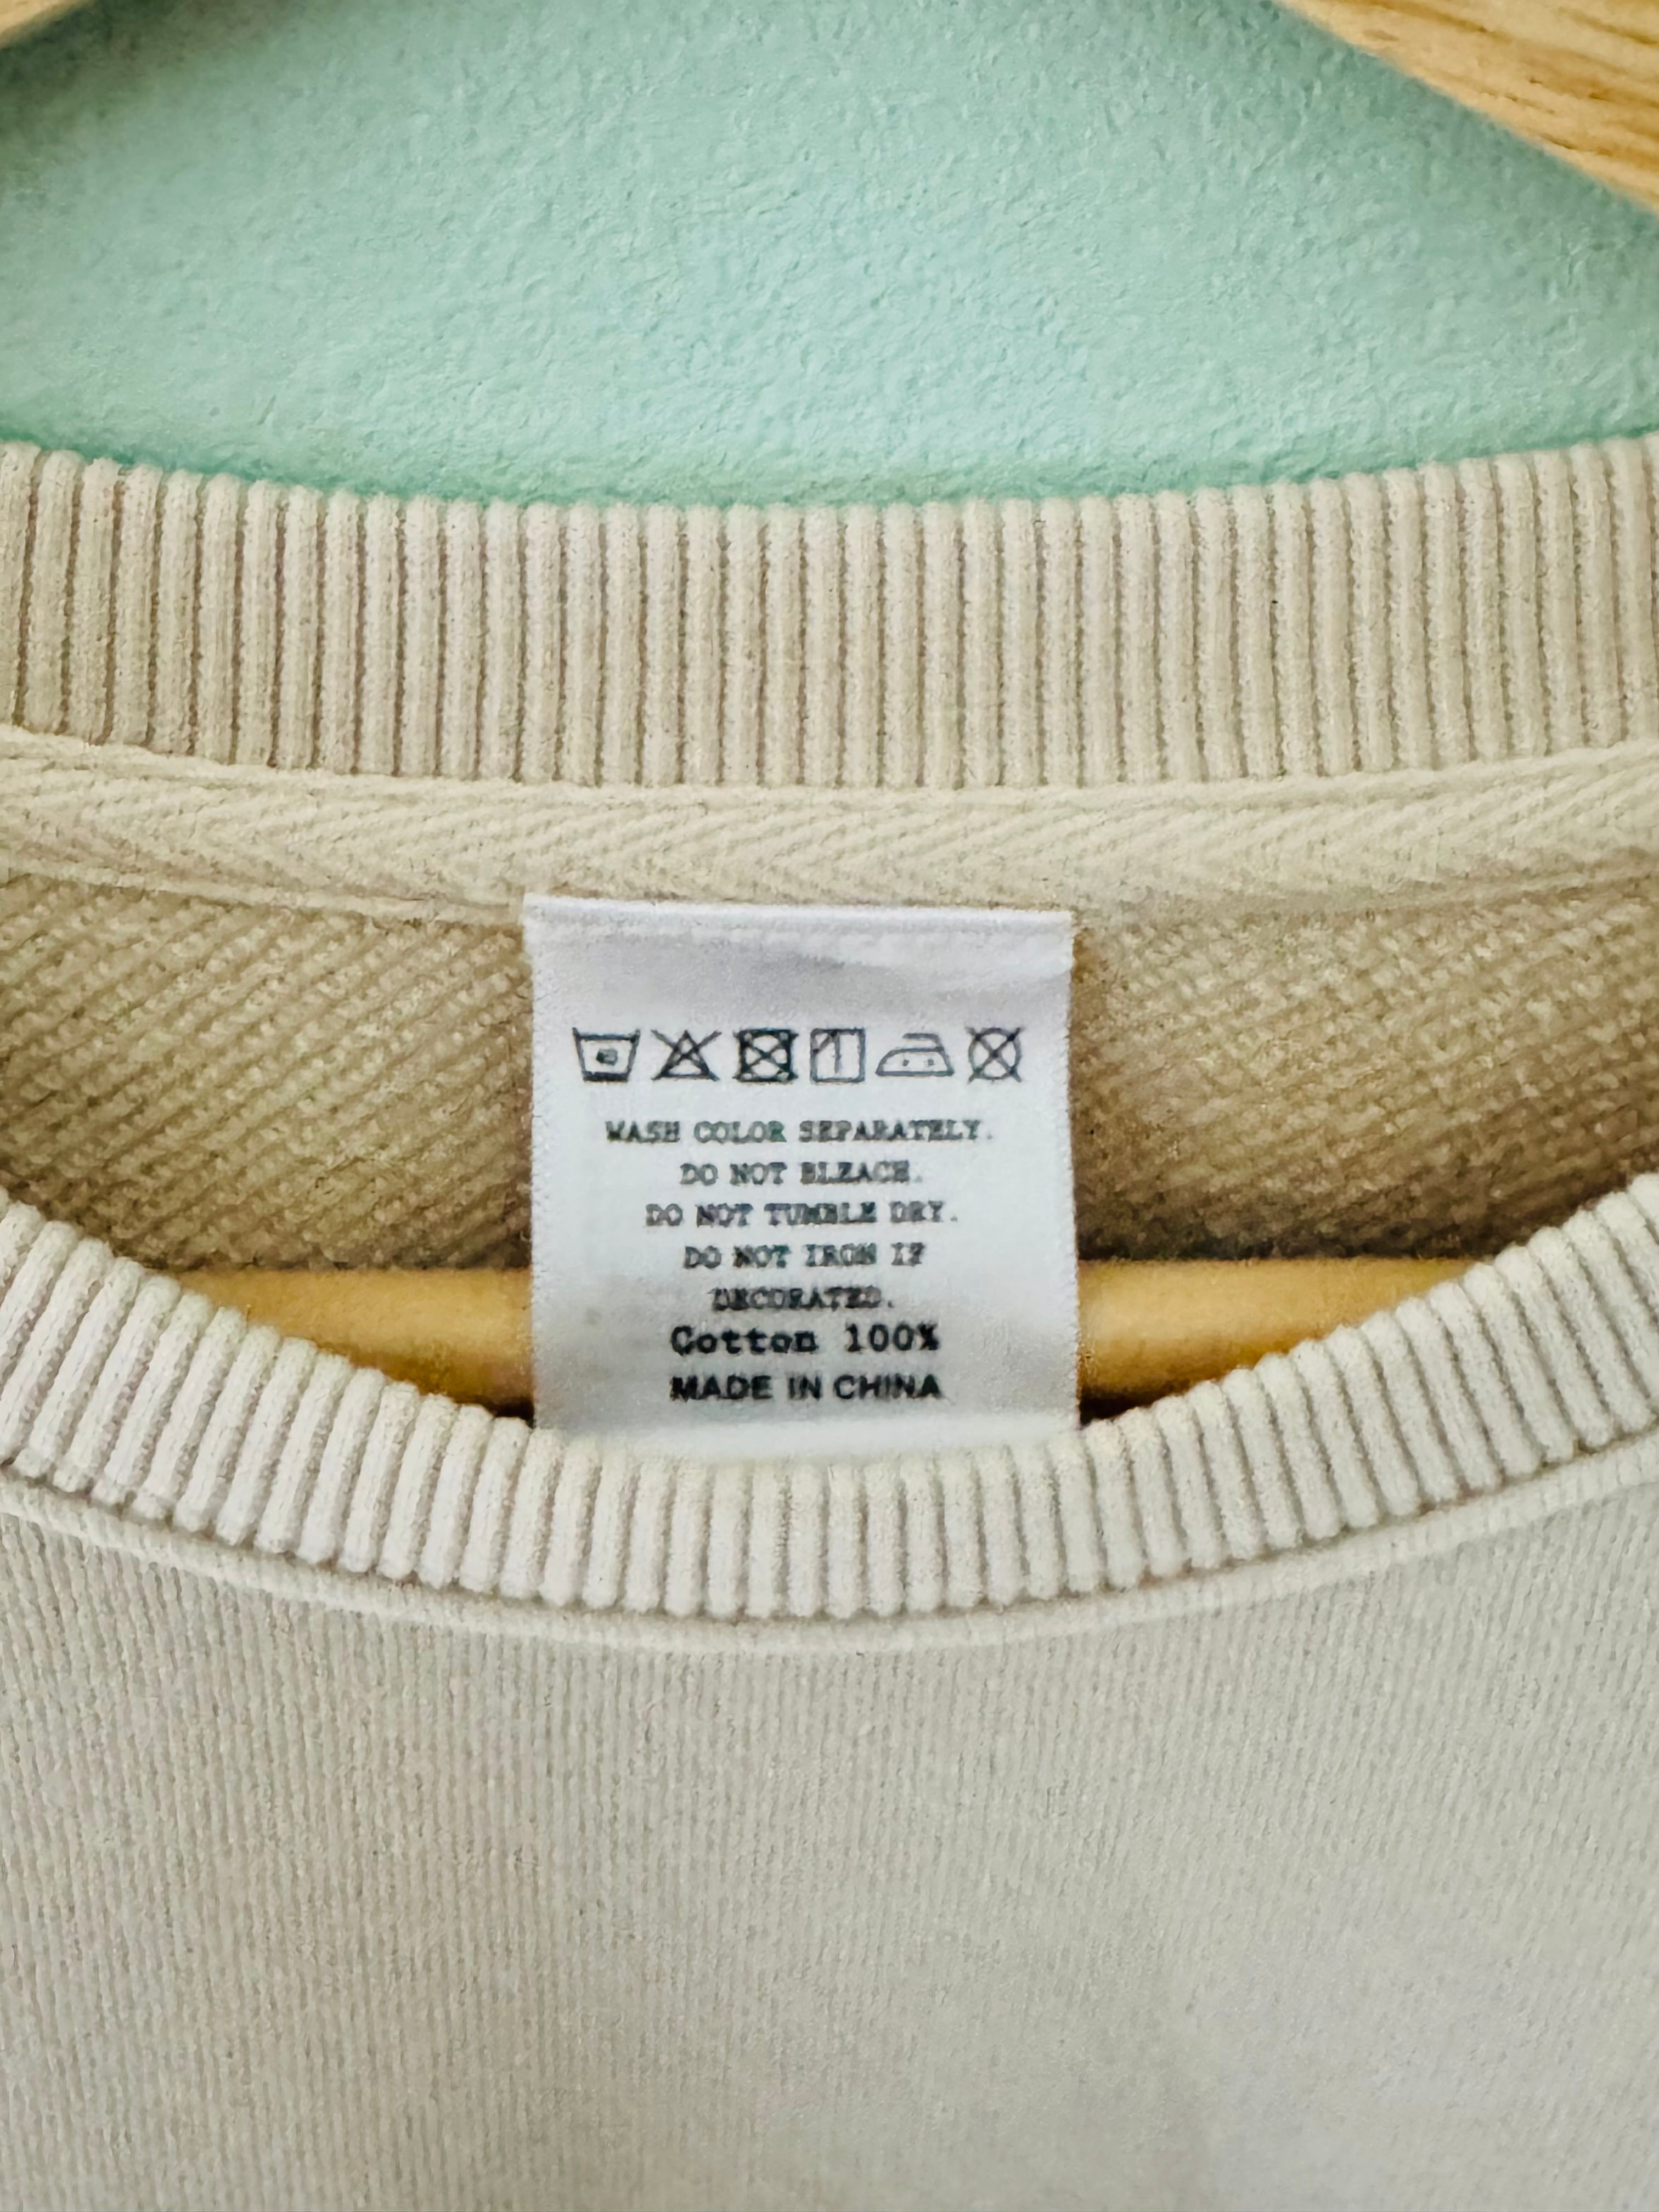 WASH COLOR SEPARATELY.
DO NOT BLEACH.
DO NOT TUMBLE DRY.
DO NOT IRON IF
DECORATED.
Cotton 100%
MADE IN CHINA